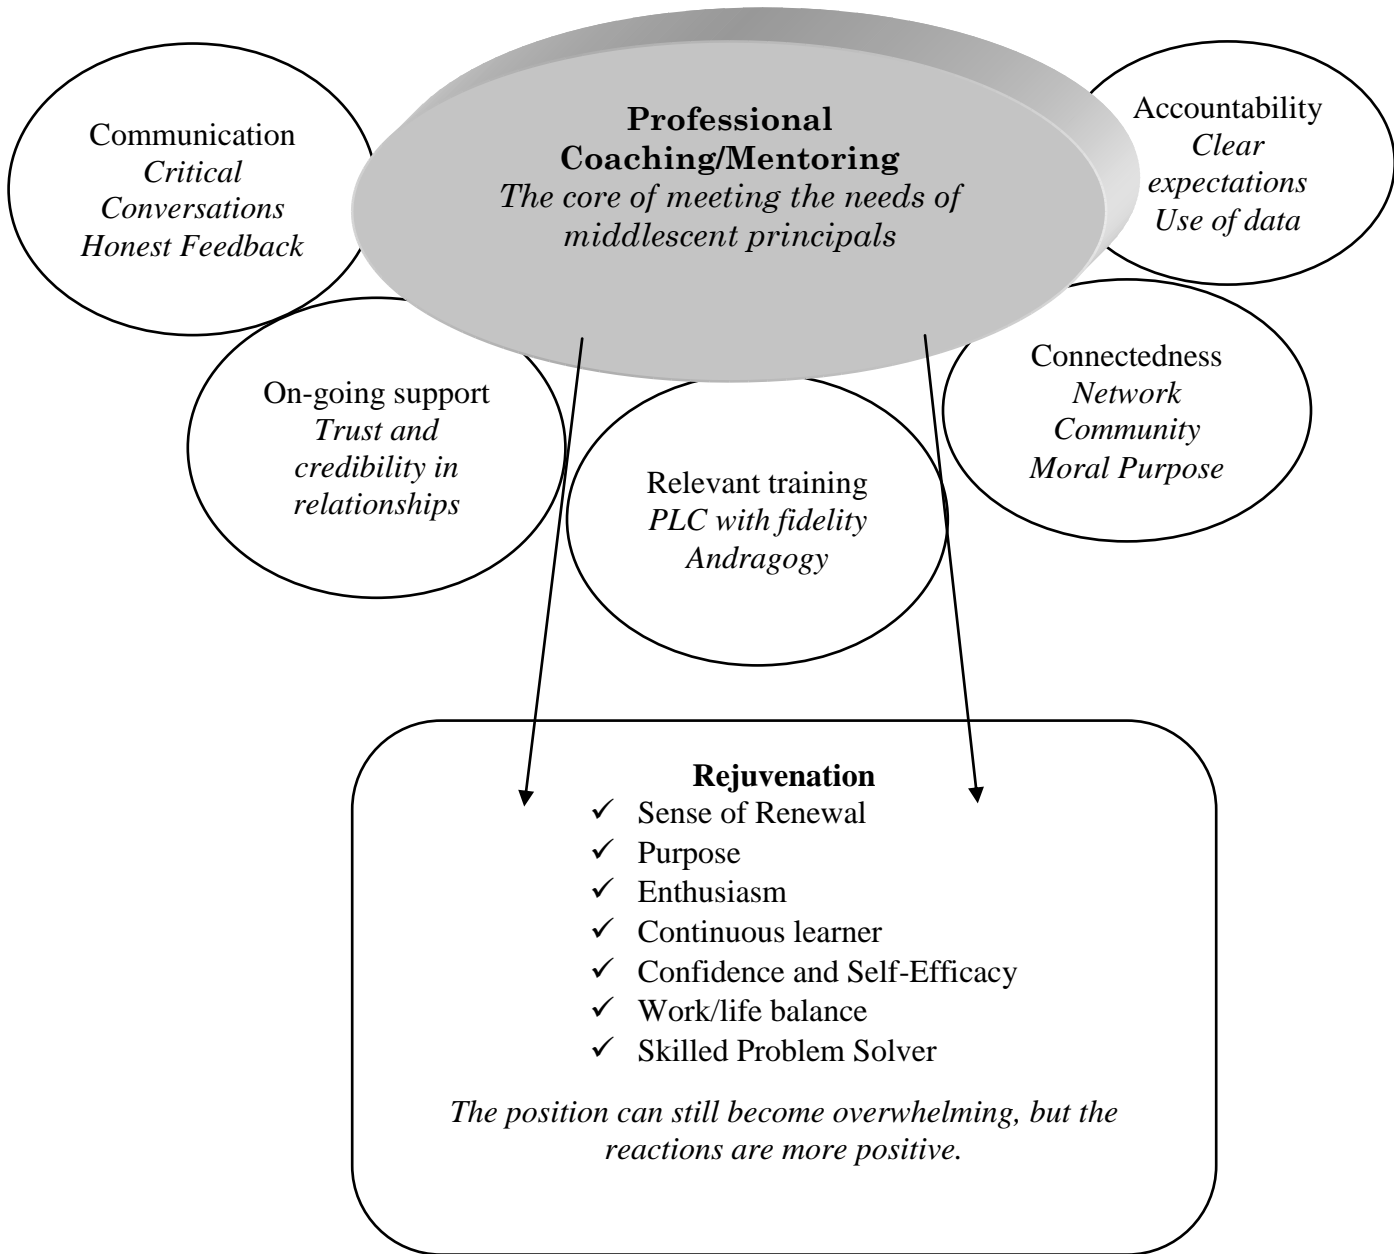 Professional
Coaching/Mentoring
The core of meeting the needs of
middlescent principals
Communication
Critical
Conversations
Honest Feedback
On-going support
Trust and
credibility in
relationships
Relevant training
PLC with fidelity
Andragogy
Connectedness
Network
Community
Moral Purpose
Accountability
Clear
expectations
Use of data
Rejuvenation
✓ Sense of Renewal
✓ Purpose
✓ Enthusiasm
✓ Continuous learner
✓ Confidence and Self-Efficacy
✓ Work/life balance
✓ Skilled Problem Solver
The position can still become overwhelming, but the
reactions are more positive.